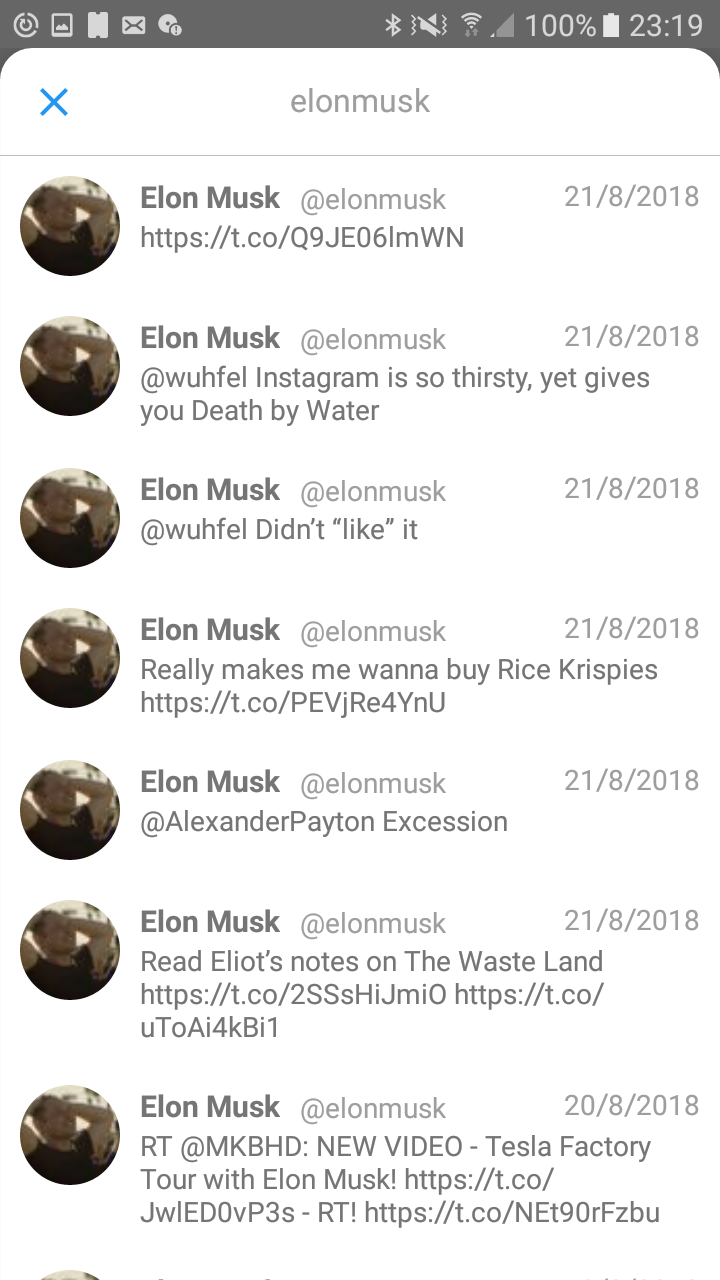 100% 23:19
elonmusk
Elon Musk @elonmusk 21/8/2018
https://t.co/Q9JE06lmWN
Elon Musk @elonmusk 21/8/2018
@wuhfel Instagram is so thirsty, yet gives
you Death by Water
Elon Musk @elonmusk 21/8/2018
@wuhfel Didn’t “like” it
Elon Musk @elonmusk 21/8/2018
Really makes me wanna buy Rice Krispies
https://t.co/PEVjRe4YnU
Elon Musk @elonmusk 21/8/2018
@AlexanderPayton Excession
Elon Musk @elonmusk 21/8/2018
Read Eliot’s notes on The Waste Land
https://t.co/2SSsHiJmiO https://t.co/
uToAi4kBi1
Elon Musk @elonmusk 20/8/2018
RT @MKBHD: NEW VIDEO - Tesla Factory
Tour with Elon Musk! https://t.co/
JwlED0vP3s - RT! https://t.co/NEt90rFzbu